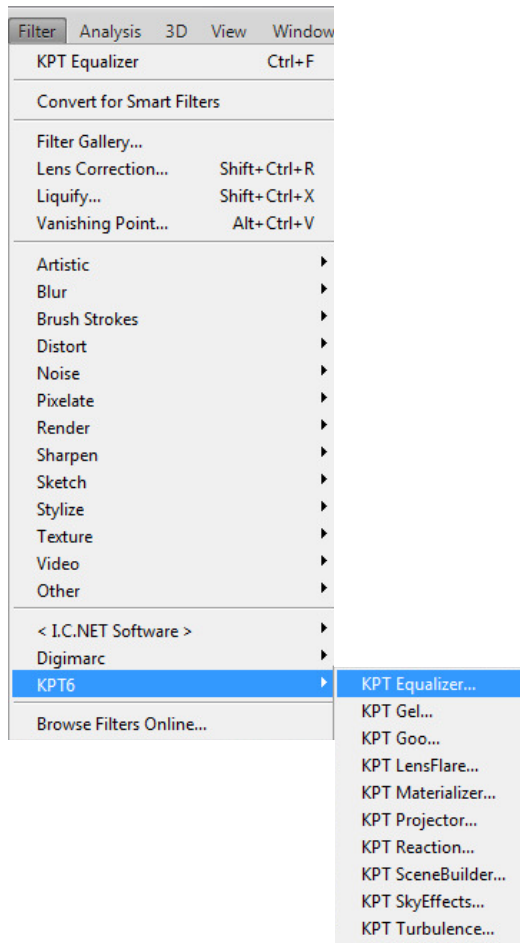 Filter Analysis 3D View Window
KPT Equalizer Ctrl+F
Convert for Smart Filters
Filter Gallery...
Lens Correction... Shift+Ctrl+R
Liquify... Shift+Ctrl+X
Vanishing Point... Alt+Ctrl+V
Artistic
Blur
Brush Strokes
Distort
Noise
Pixelate
Render
Sharpen
Sketch
Stylize
Texture
Video
Other
< I.C.NET Software >
Digimarc
KPT6
Browse Filters Online...
KPT Equalizer...
KPT Gel...
KPT Goo...
KPT LensFlare...
KPT Materializer...
KPT Projector...
KPT Reaction...
KPT SceneBuilder...
KPT SkyEffects...
KPT Turbulence...